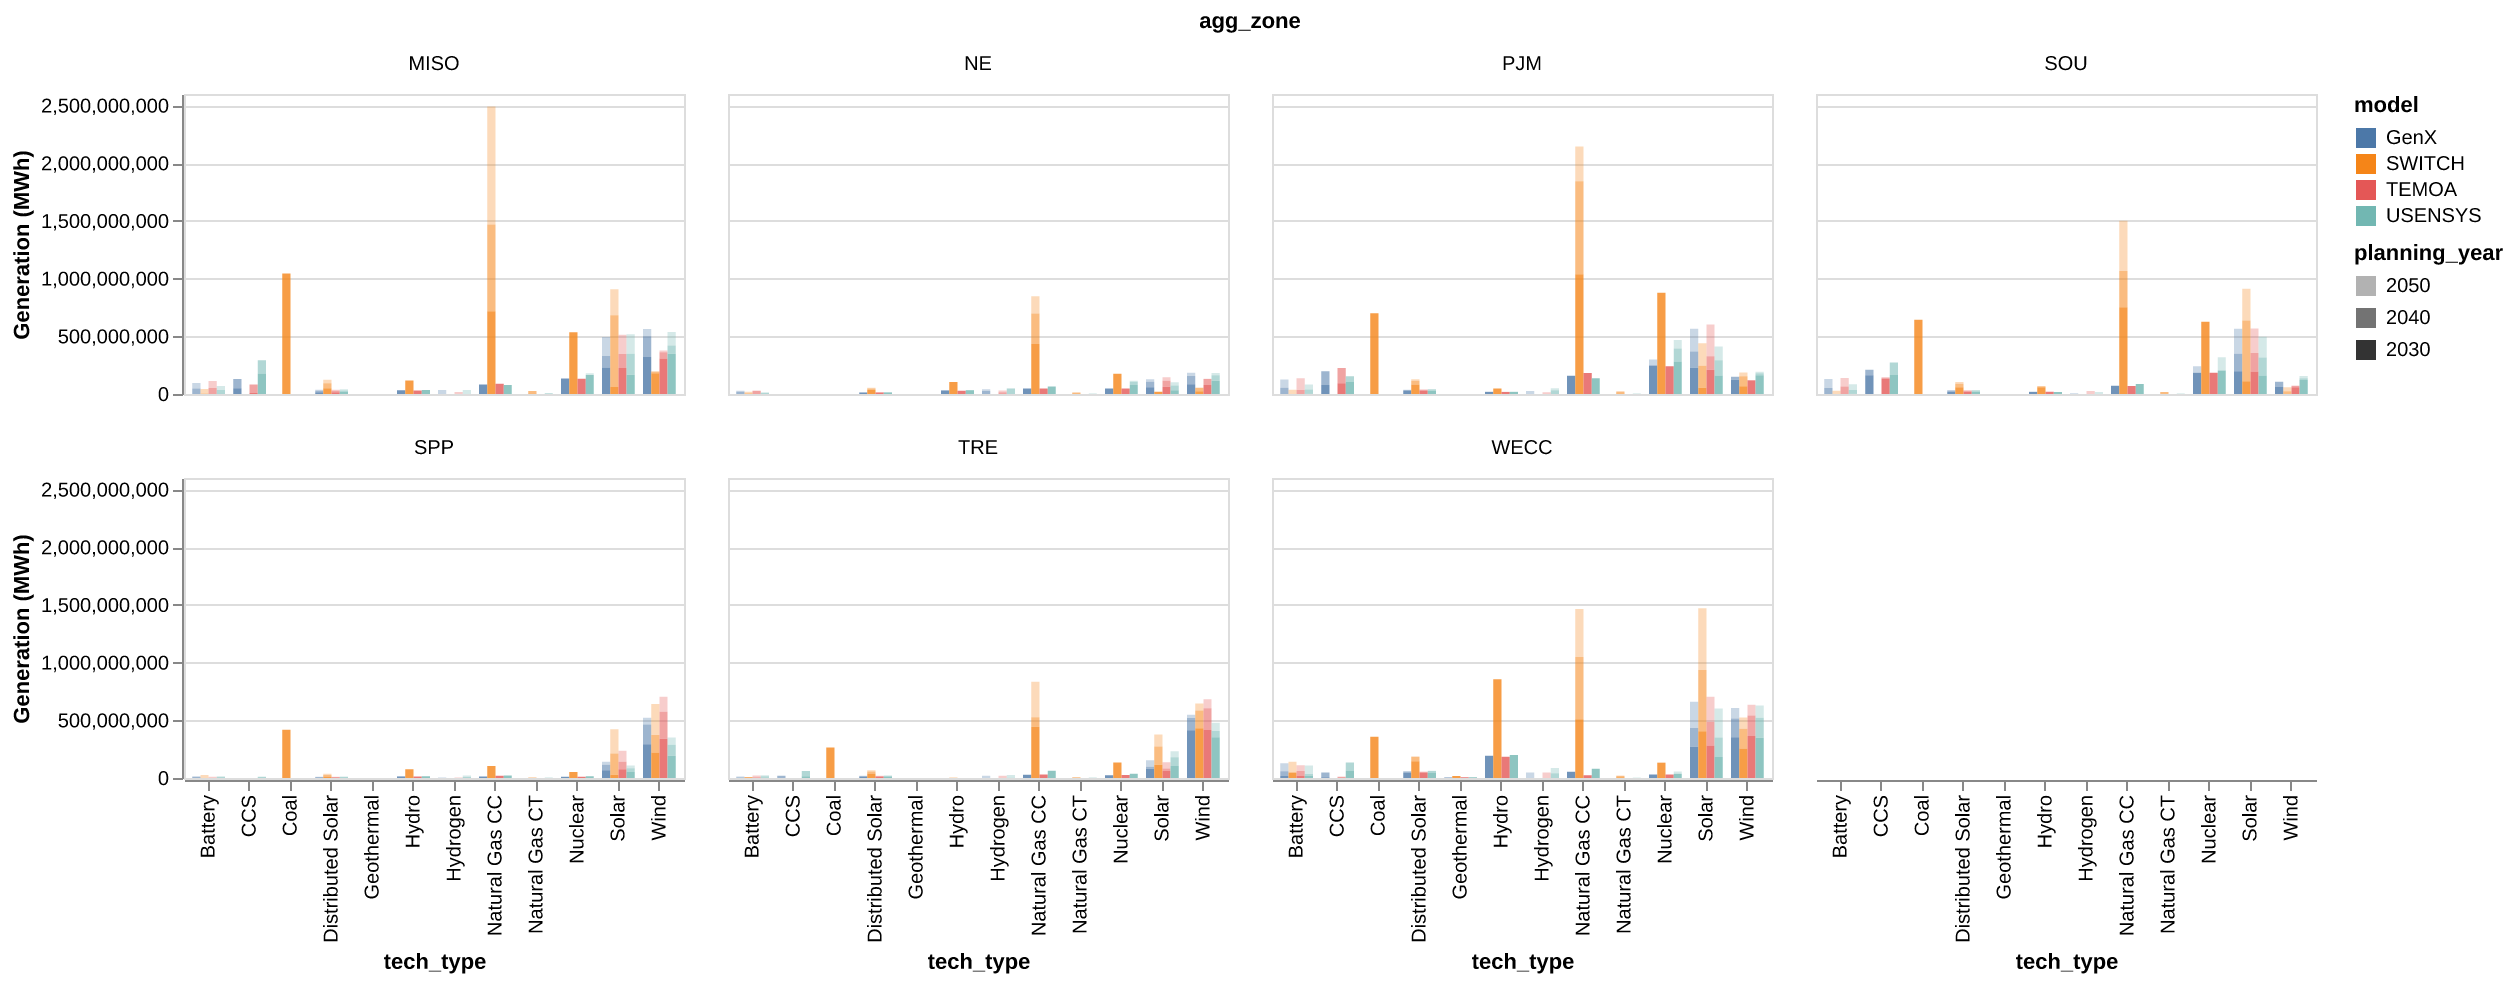 agg_zone
MISO
NE
PJM
SOU
2,500,000,000
2,000,000,000
1,500,000,000
1,000,000,000
500,000,000
0
Generation (MWh)
model
GenX
SWITCH
TEMOA
USENSYS
planning_year
2050
2040
2030
SPP
TRE
WECC
2,500,000,000
2,000,000,000
1,500,000,000
1,000,000,000
500,000,000
0
Generation (MWh)
Battery
CCS
Coal
Distributed Solar
Geothermal
Hydro
Hydrogen
Natural Gas CC
Natural Gas CT
Nuclear
Solar
Wind
Battery
CCS
Coal
Distributed Solar
Geothermal
Hydro
Hydrogen
Natural Gas CC
Natural Gas CT
Nuclear
Solar
Wind
Battery
CCS
Coal
Distributed Solar
Geothermal
Hydro
Hydrogen
Natural Gas CC
Natural Gas CT
Nuclear
Solar
Wind
Battery
CCS
Coal
Distributed Solar
Geothermal
Hydro
Hydrogen
Natural Gas CC
Natural Gas CT
Nuclear
Solar
Wind
tech_type
tech_type
tech_type
tech_type